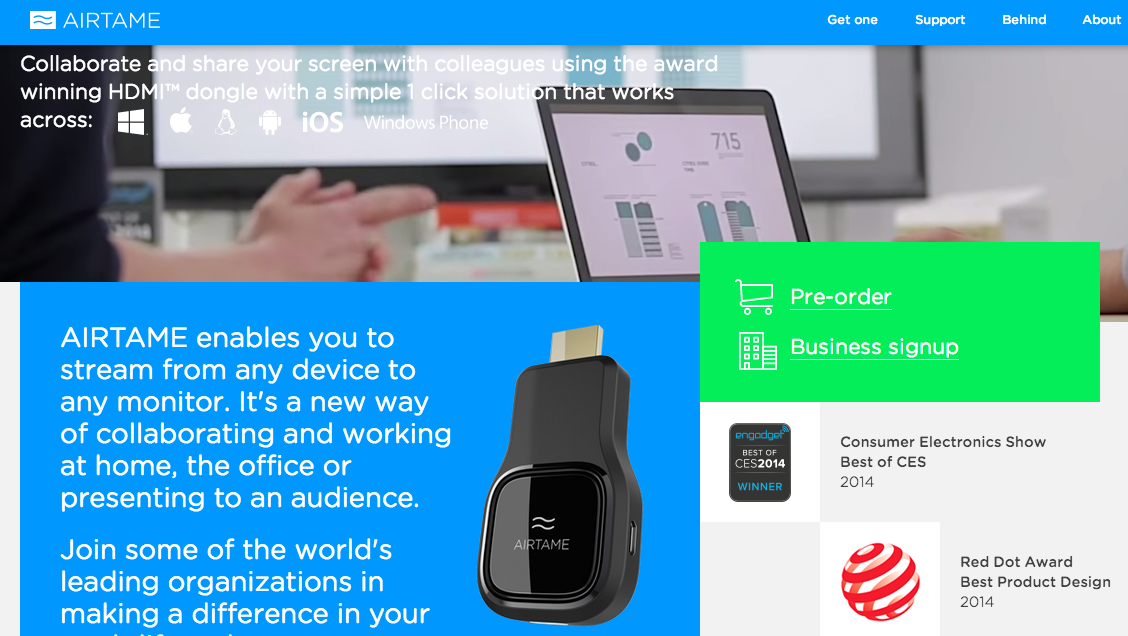 AIRTAME
Get one
Support
Behind
About
Collaborate and share your screen with colleagues using the award
winning HDMI™ dongle with a simple 1 click solution that works
across:
iOS
Windows Phone
715
Pre-order
Business signup
AIRTAME enables you to
stream from any device to
any monitor. It's a new way
of collaborating and working
at home, the office or
presenting to an audience.
Join some of the world's
leading organizations in
making a difference in your
AIRTAME
engadget
BEST OF
CES2014
WINNER
Consumer Electronics Show
Best of CES
2014
Red Dot Award
Best Product Design
2014